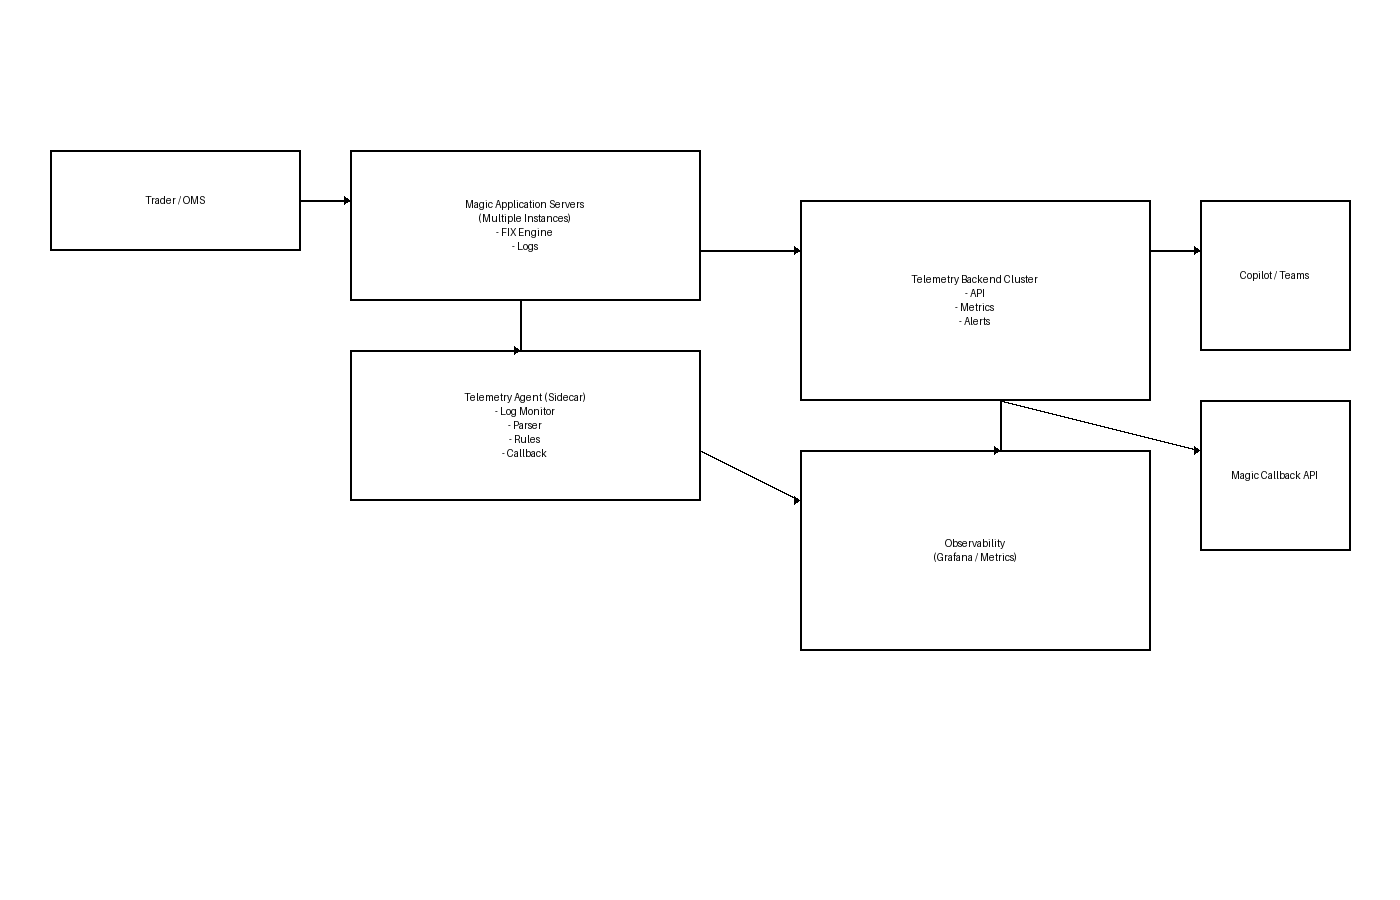 Trader / OMS
Magic Application Servers
(Multiple Instances)
- FIX Engine
- Logs
Telemetry Agent (Sidecar)
- Log Monitor
- Parser
- Rules
- Callback
Telemetry Backend Cluster
- API
- Metrics
- Alerts
Observability
(Grafana / Metrics)
Copilot / Teams
Magic Callback API